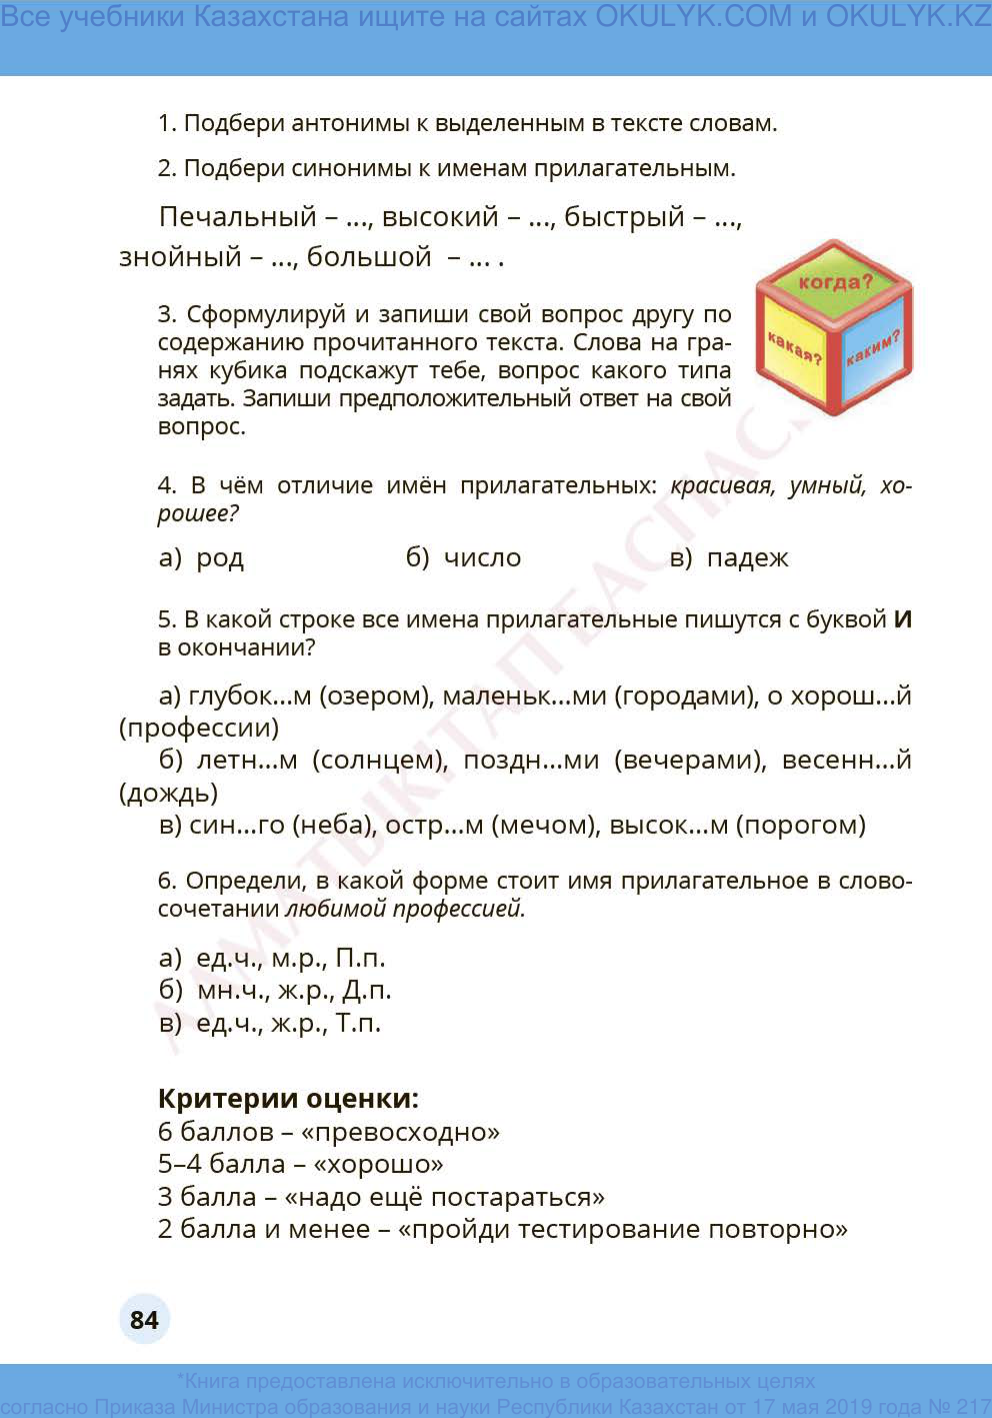 Все учебники Казахстана ищите на сайтах OKULYK.COM и OKULYK.KZ
1. Подбери антонимы к выделенным в тексте словам.
2. Подбери синонимы к именам прилагательным.
Печальный – ..., высокий – ..., быстрый – ...,
знойный – ..., большой – ... .
когда?
какая?
каким?
3. Сформулируй и запиши свой вопрос другу по
содержанию прочитанного текста. Слова на гра-
нях кубика подскажут тебе, вопрос какого типа
задать. Запиши предположительный ответ на свой
вопрос.
4. В чём отличие имён прилагательных: красивая, умный, хо-
рошее?
а) род б) число в) падеж
5. В какой строке все имена прилагательные пишутся с буквой И
в окончании?
а) глубок...м (озером), маленьк...ми (городами), о хорош...й
(профессии)
б) летн...м (солнцем), поздн...ми (вечерами), весенн...й
(дождь)
в) син...го (неба), остр...м (мечом), высок...м (порогом)
6. Определи, в какой форме стоит имя прилагательное в слово-
сочетании любимой профессией.
а) ед.ч., м.р., П.п.
б) мн.ч., ж.р., Д.п.
в) ед.ч., ж.р., Т.п.
Критерии оценки:
6 баллов – «превосходно»
5–4 балла – «хорошо»
3 балла – «надо ещё постараться»
2 балла и менее – «пройди тестирование повторно»
84
*Книга предоставлена исключительно в образовательных целях
согласно Приказа Министра образования и науки Республики Казахстан от 17 мая 2019 года № 217